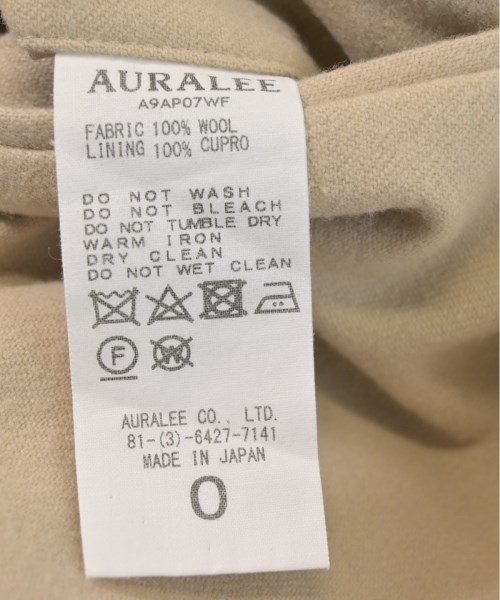 AURALEE
A9AP07WF
FABRIC 100% WOOL
LINING 100% CUPRO
DO NOT WASH
DO NOT BLEACH
DO NOT TUMBLE DRY
WARM IRON
DRY CLEAN
DO NOT WET CLEAN
F W
AURALEE CO., LTD.
81-(3)-6427-7141
MADE IN JAPAN
0